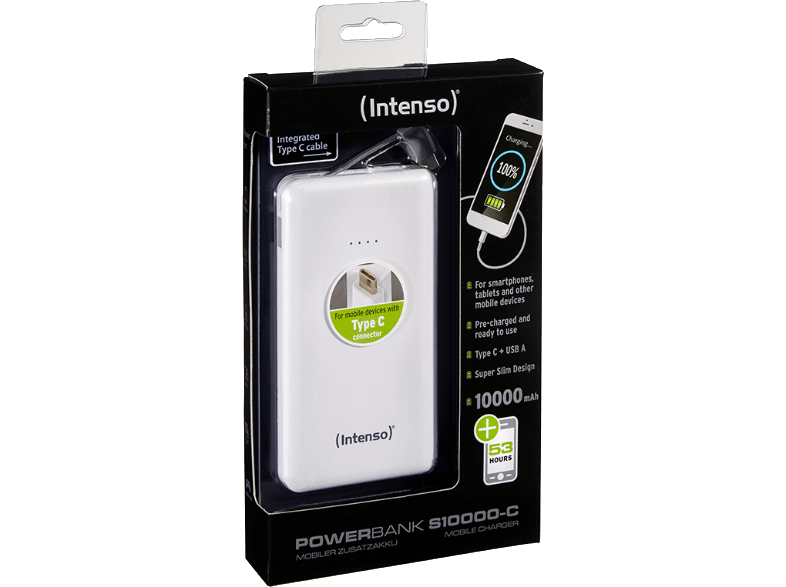 (Intenso)®
Integrated
Type C cable
Charging...
100%
For mobile devices with
Type C
connector
(Intenso)®
For smartphones,
tablets and other
mobile devices
Pre-charged and
ready to use
Type C + USB A
Super Slim Design
10000 mAh
+
53
HOURS
POWERBANK S10000-C
MOBILER ZUSATZAKKU
MOBILE CHARGER